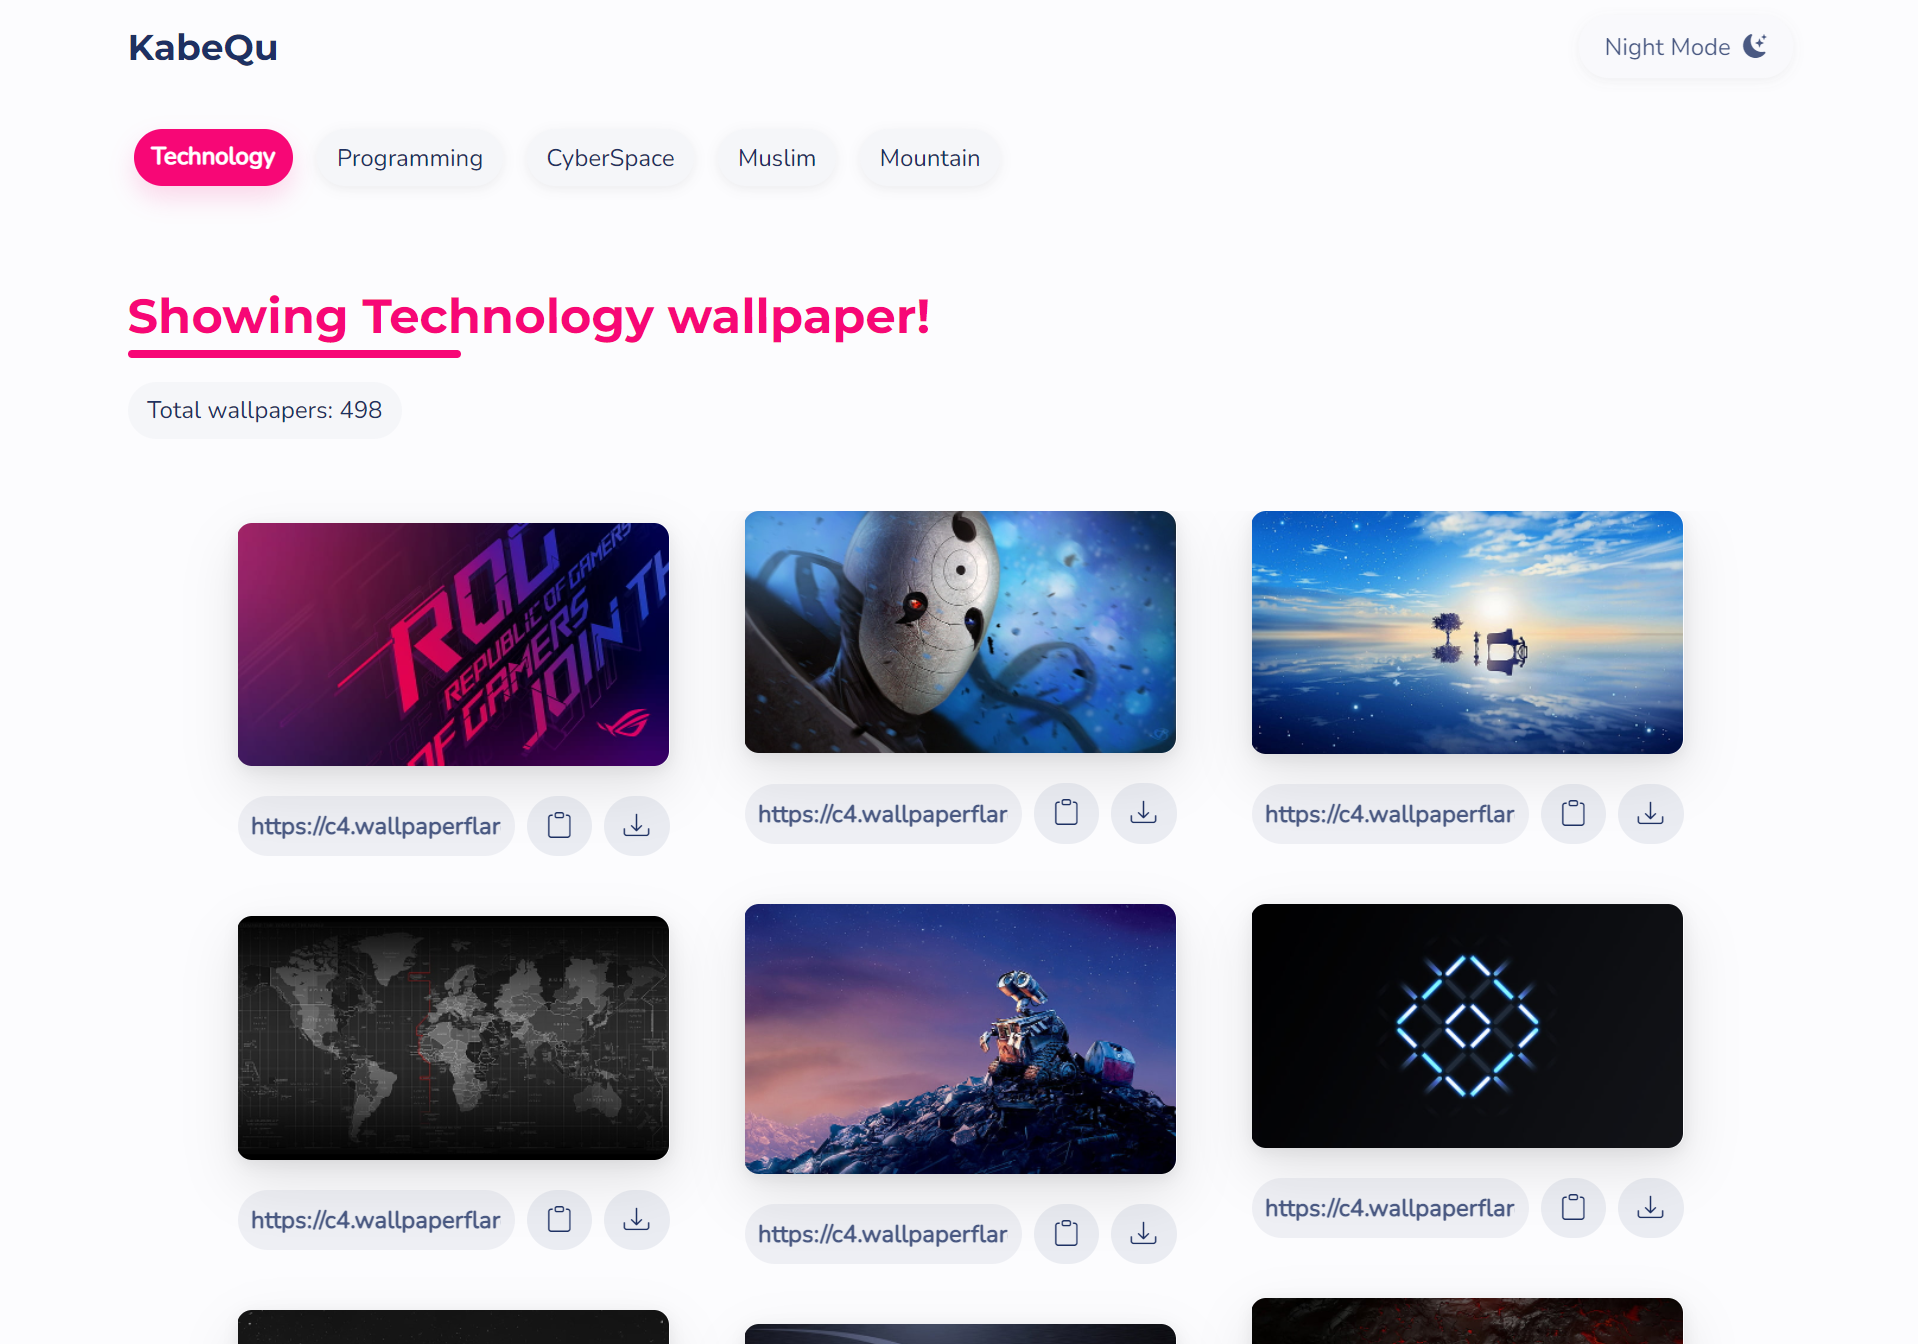 KabeQu
Night Mode
Technology
Programming
CyberSpace
Muslim
Mountain
Showing Technology wallpaper!
Total wallpapers: 498
ROG
REPUBLIC OF GAMERS
OF GAMERS
JOIN TH
https://c4.wallpaperflar
https://c4.wallpaperflar
https://c4.wallpaperflar
https://c4.wallpaperflar
https://c4.wallpaperflar
https://c4.wallpaperflar